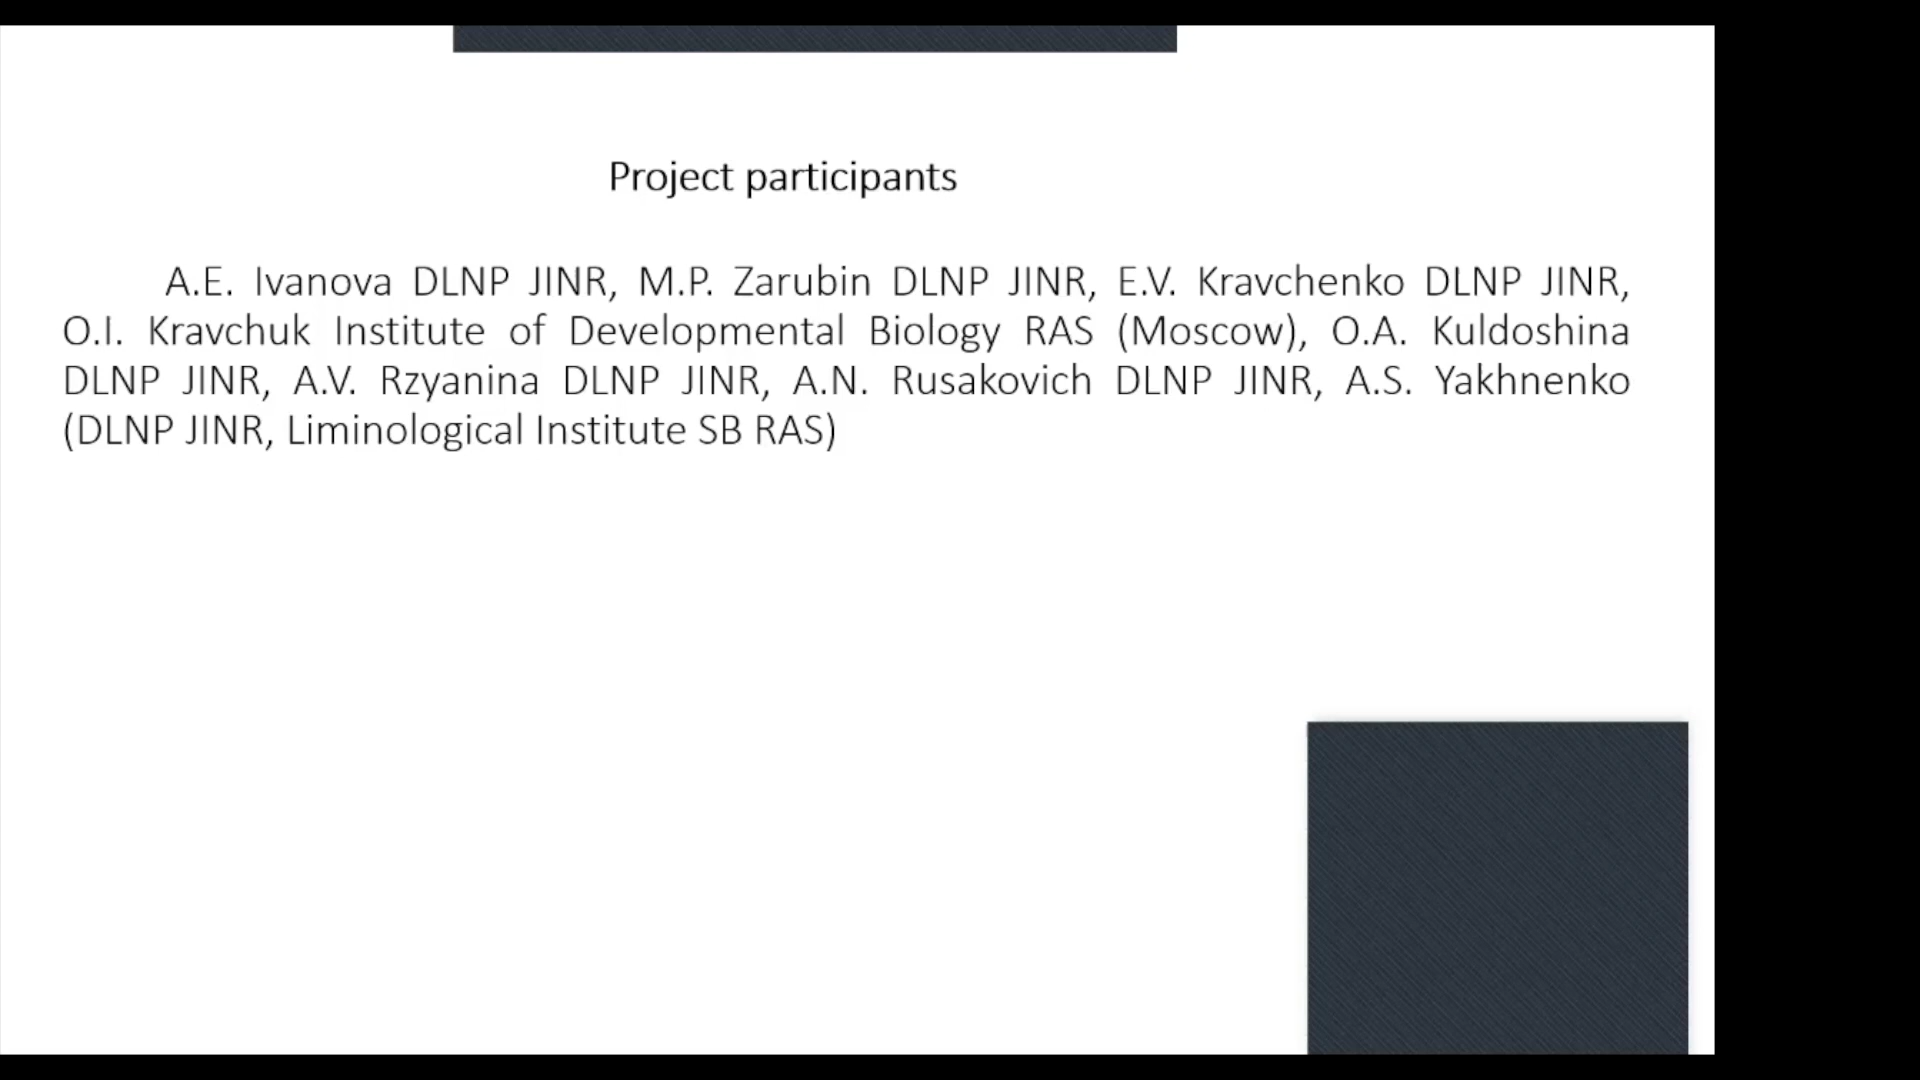 Project participants
A.E. Ivanova DLNP JINR, M.P. Zarubin DLNP JINR, E.V. Kravchenko DLNP JINR,
O.I. Kravchuk Institute of Developmental Biology RAS (Moscow), O.A. Kuldoshina
DLNP JINR, A.V. Rzyanina DLNP JINR, A.N. Rusakovich DLNP JINR, A.S. Yakhnenko
(DLNP JINR, Liminological Institute SB RAS)